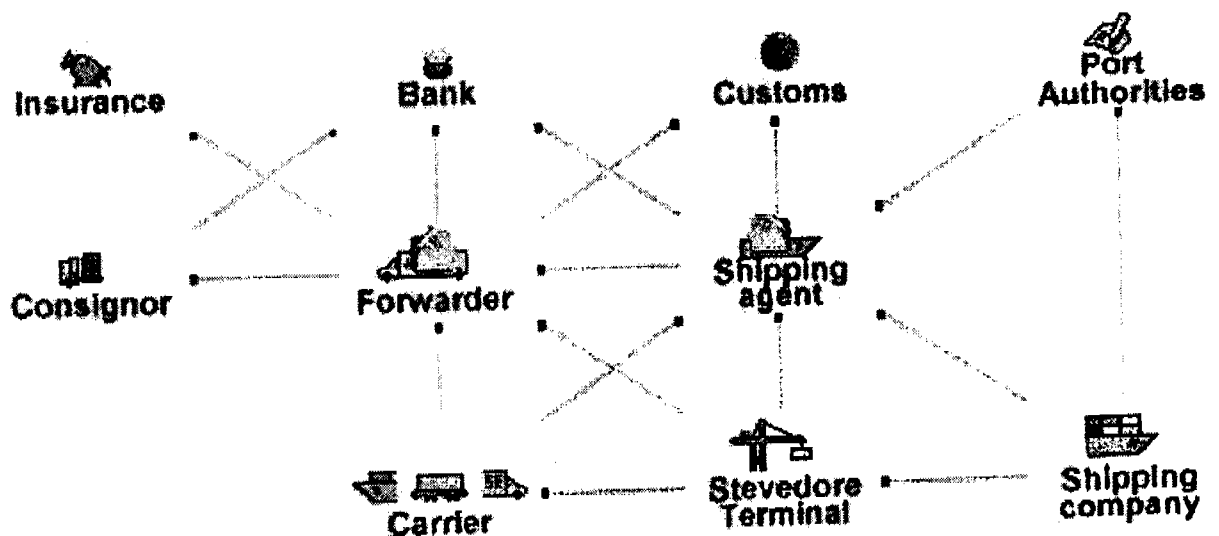 Insurance
Bank
Customs
Port
Authorities
Consignor
Forwarder
Shipping
agent
Carrier
Stevedore
Terminal
Shipping
company